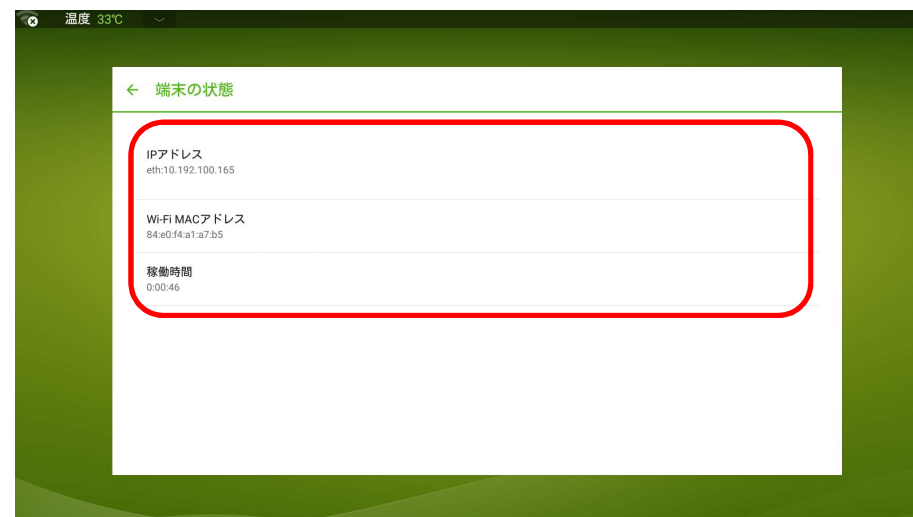 温度 33℃
← 端末の状態
IPアドレス
eth:10.192.100.165
Wi-Fi MACアドレス
84:e0:f4:a1:a7:b5
稼働時間
0:00:46